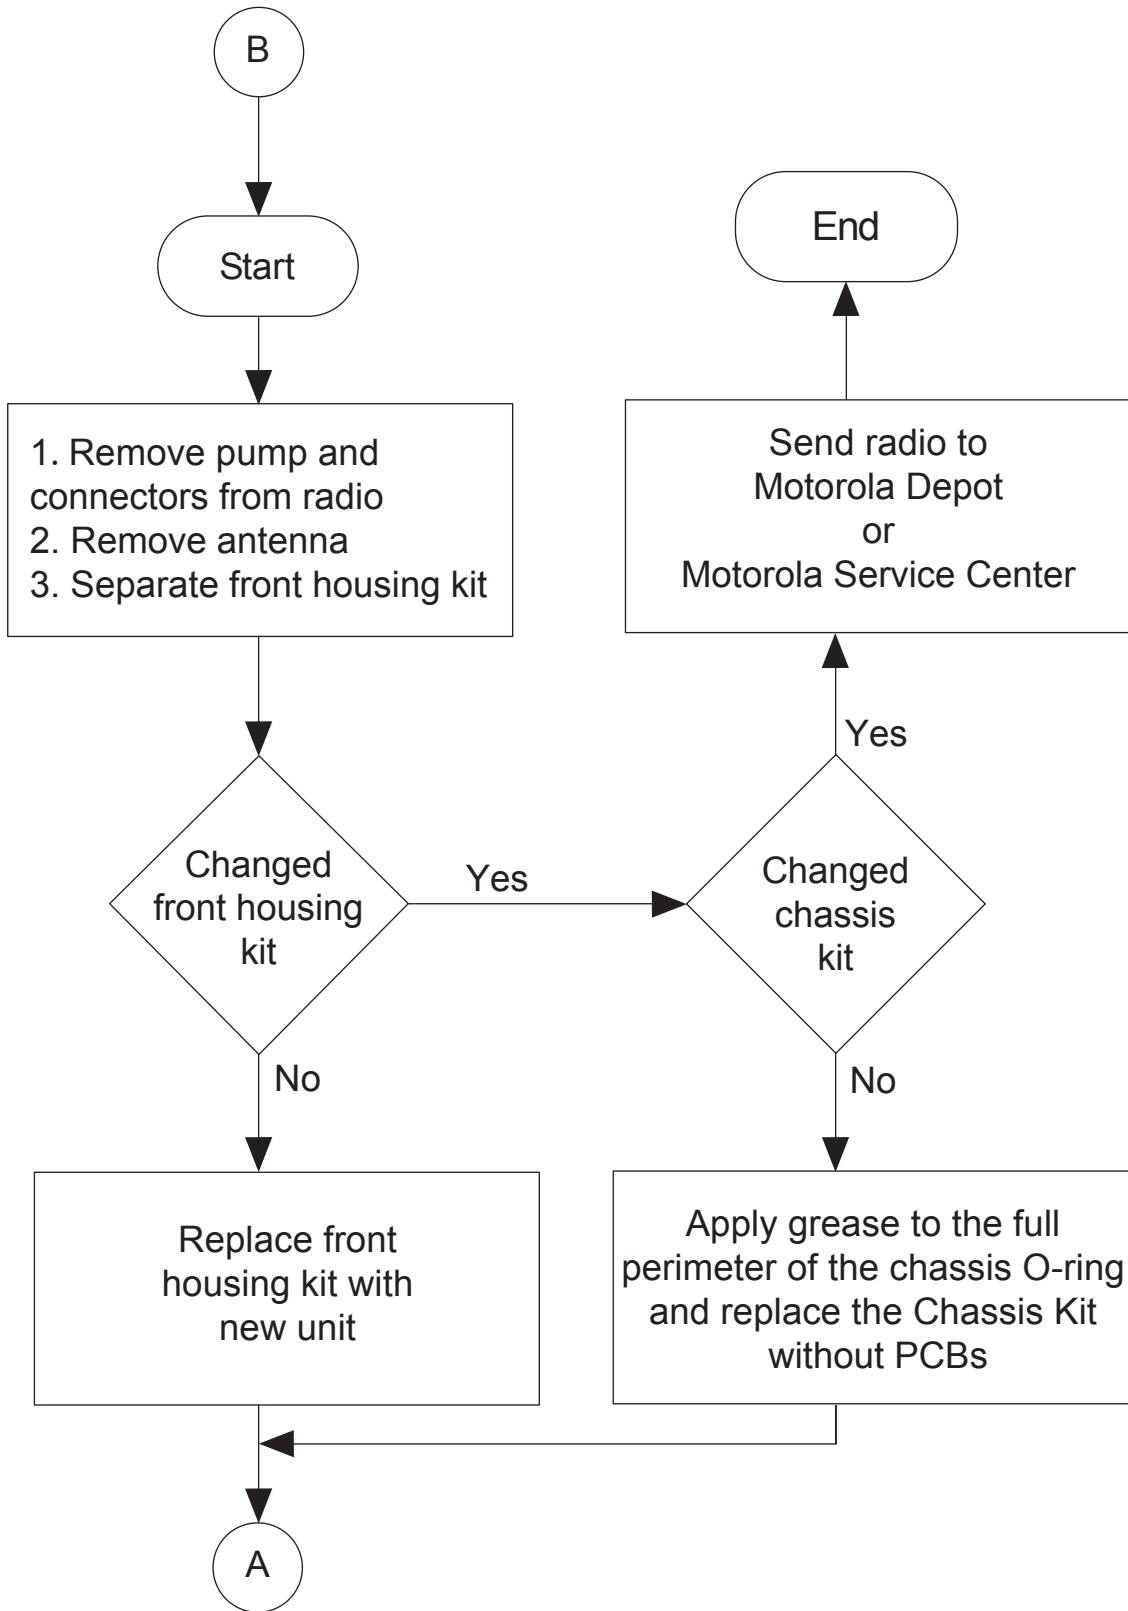 B
Start
1. Remove pump and
connectors from radio
2. Remove antenna
3. Separate front housing kit
Changed
front housing
kit
Yes
No
Replace front
housing kit with
new unit
A
End
Send radio to
Motorola Depot
or
Motorola Service Center
Yes
Changed
chassis
kit
No
Apply grease to the full
perimeter of the chassis O-ring
and replace the Chassis Kit
without PCBs